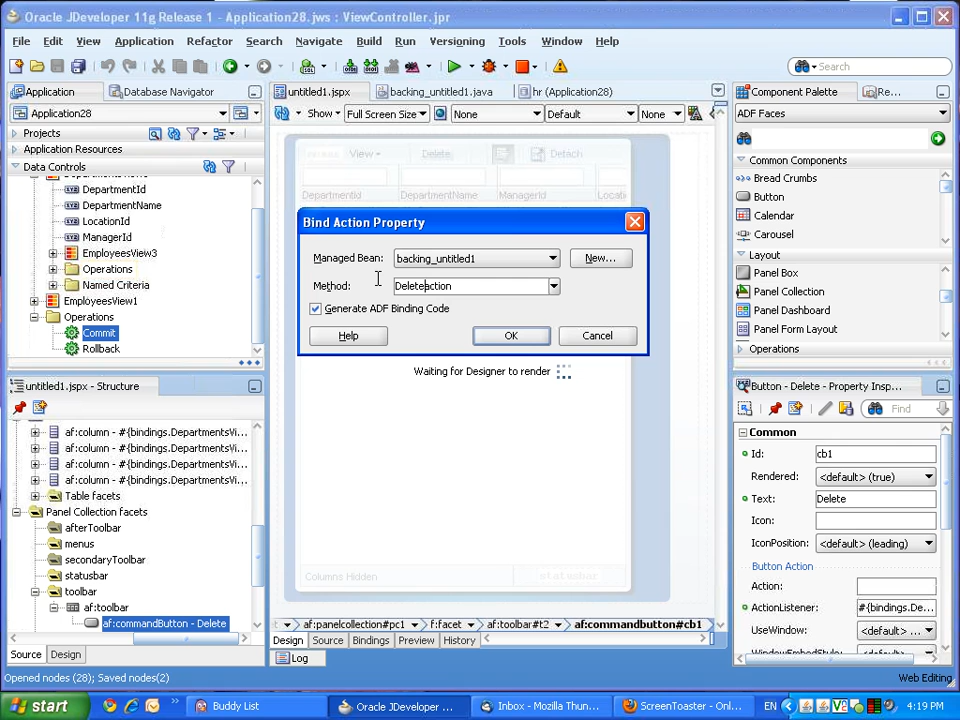 Oracle JDeveloper 11g Release 1 - Application28.jws : ViewController.jpr
File Edit View Application Refactor Search Navigate Build Run Versioning Tools Window Help
Search
Application Database Navigator
Application28
Projects
Application Resources
Data Controls
DepartmentId
DepartmentName
LocationId
ManagerId
EmployeesView3
Operations
Named Criteria
EmployeesView1
Operations
Commit
Rollback
untitled1.jspx - Structure
af:column - #{bindings.DepartmentsVi...
af:column - #{bindings.DepartmentsVi...
af:column - #{bindings.DepartmentsVi...
af:column - #{bindings.DepartmentsVi...
Table facets
Panel Collection facets
afterToolbar
menus
secondaryToolbar
statusbar
toolbar
af:toolbar
af:commandButton - Delete
Source Design
untitled1.jspx backing_untitled1.java hr (Application28)
Show Full Screen Size None Default None
View Delete Detach
DepartmentId DepartmentName ManagerId Locati
Bind Action Property
Managed Bean: backing_untitled1 New...
Method: Deleteaction
Generate ADF Binding Code
Help OK Cancel
Waiting for Designer to render
Columns Hidden statusbar
af:panelcollection#pc1 f:facet af:toolbar#t2 af:commandbutton#cb1
Design Source Bindings Preview History
Log
Component Palette Re...
ADF Faces
Common Components
Bread Crumbs
Button
Calendar
Carousel
Layout
Panel Box
Panel Collection
Panel Dashboard
Panel Form Layout
Operations
Button - Delete - Property Insp...
Find
Common
Id: cb1
Rendered: <default> (true)
Text: Delete
Icon:
IconPosition: <default> (leading)
Button Action
Action:
ActionListener: #{bindings.De...
UseWindow: <default> (...
Opened nodes (28); Saved nodes(2) Web Editing
start Buddy List Oracle JDeveloper ... Inbox - Mozilla Thun... ScreenToaster - Onli... EN 4:19 PM